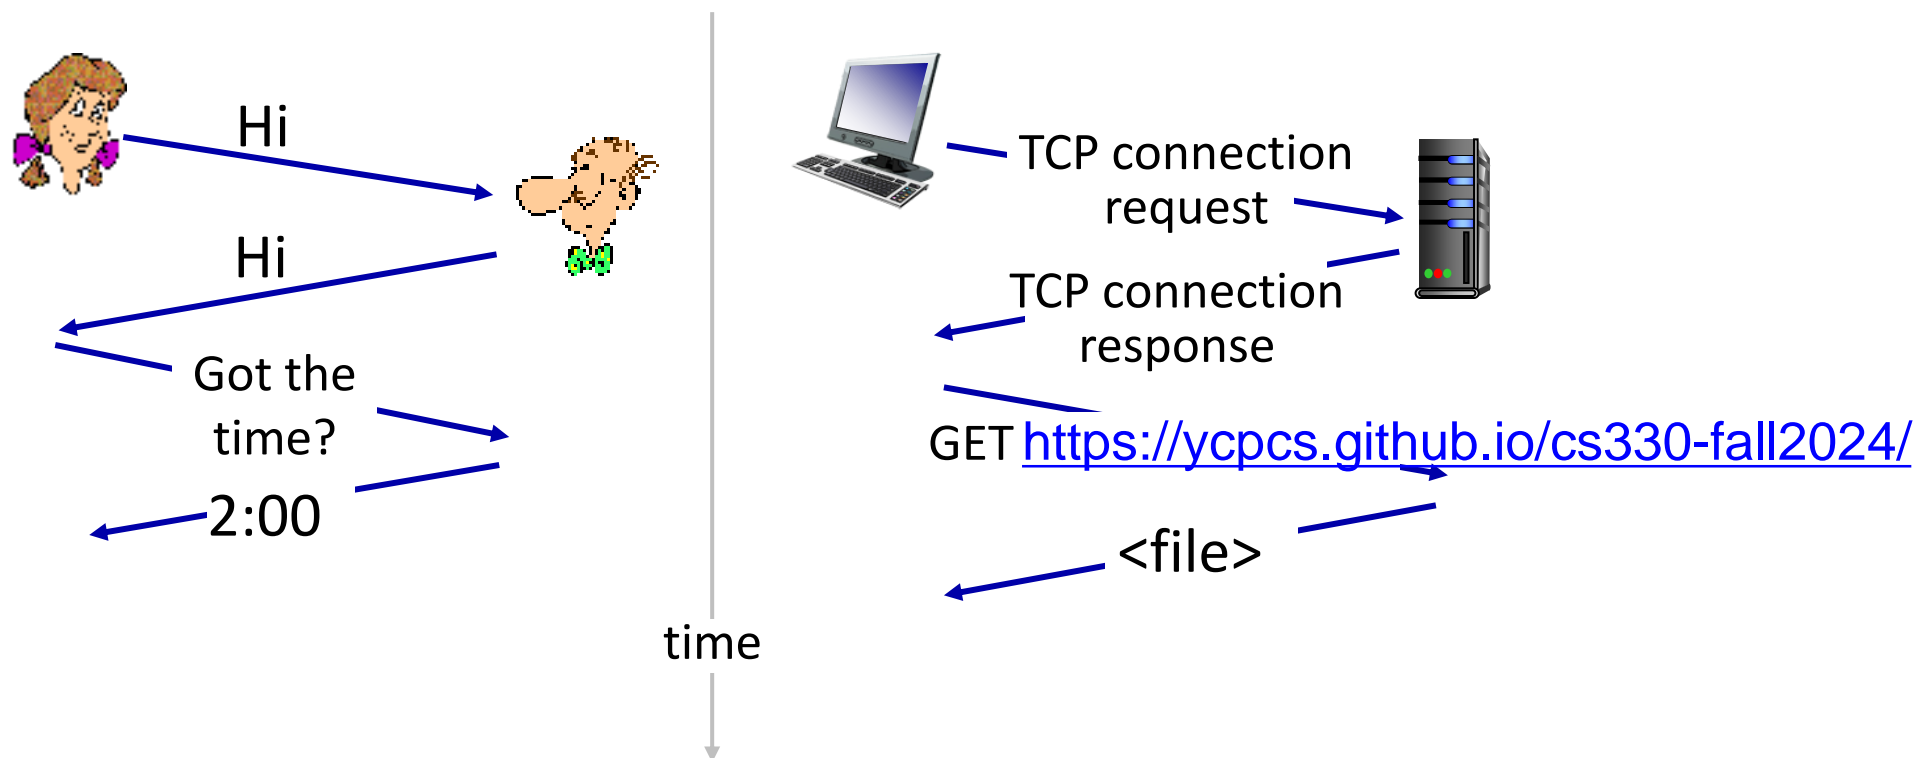 Hi
Hi
Got the
time?
2:00
TCP connection
request
TCP connection
response
GET https://ycpcs.github.io/cs330-fall2024/
<file>
time